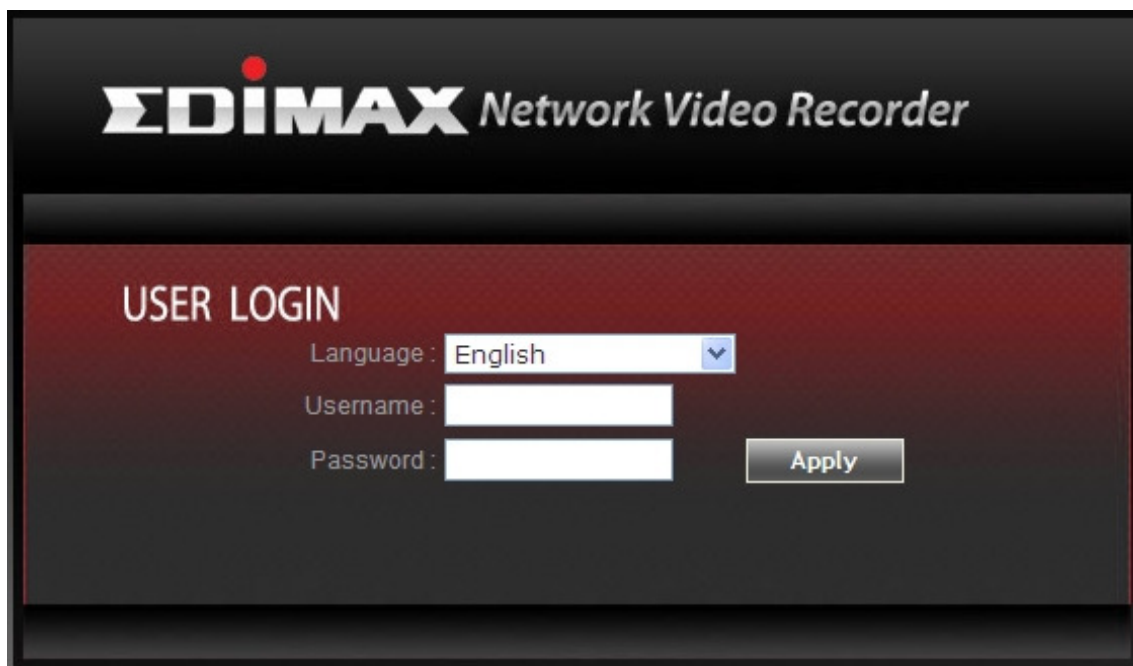 EDIMAX Network Video Recorder
USER LOGIN
Language : English
Username :
Password :
Apply